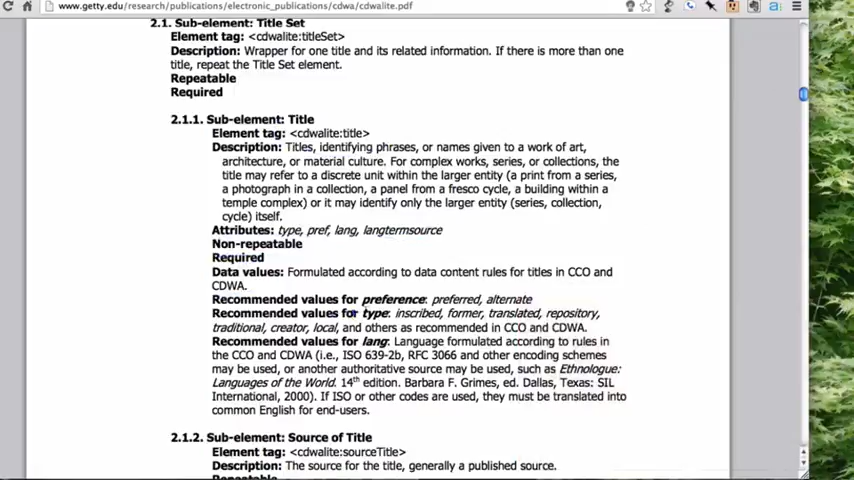 www.getty.edu/research/publications/electronic_publications/cdwa/cdwalite.pdf
2.1. Sub-element: Title Set
Element tag: <cdwalite:titleSet>
Description: Wrapper for one title and its related information. If there is more than one
title, repeat the Title Set element.
Repeatable
Required
2.1.1. Sub-element: Title
Element tag: <cdwalite:title>
Description: Titles, identifying phrases, or names given to a work of art,
architecture, or material culture. For complex works, series, or collections, the
title may refer to a discrete unit within the larger entity (a print from a series,
a photograph in a collection, a panel from a fresco cycle, a building within a
temple complex) or it may identify only the larger entity (series, collection,
cycle) itself.
Attributes: type, pref, lang, langtermsource
Non-repeatable
Required
Data values: Formulated according to data content rules for titles in CCO and
CDWA.
Recommended values for preference: preferred, alternate
Recommended values for type: inscribed, former, translated, repository,
traditional, creator, local, and others as recommended in CCO and CDWA.
Recommended values for lang: Language formulated according to rules in
the CCO and CDWA (i.e., ISO 639-2b, RFC 3066 and other encoding schemes
may be used, or another authoritative source may be used, such as Ethnologue:
Languages of the World. 14th edition. Barbara F. Grimes, ed. Dallas, Texas: SIL
International, 2000). If ISO or other codes are used, they must be translated into
common English for end-users.
2.1.2. Sub-element: Source of Title
Element tag: <cdwalite:sourceTitle>
Description: The source for the title, generally a published source.
Repeatable